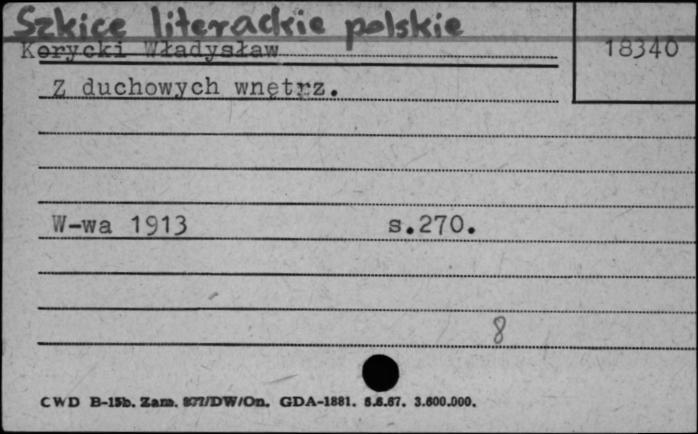 Szkice literackie polskie
Korycki Władysław
18340
Z duchowych wnętrz.
W-wa 1913 s.270.
8
CWD B-15b. Zam. 877/DW/On. GDA-1881. 5.6.67. 3.600.000.